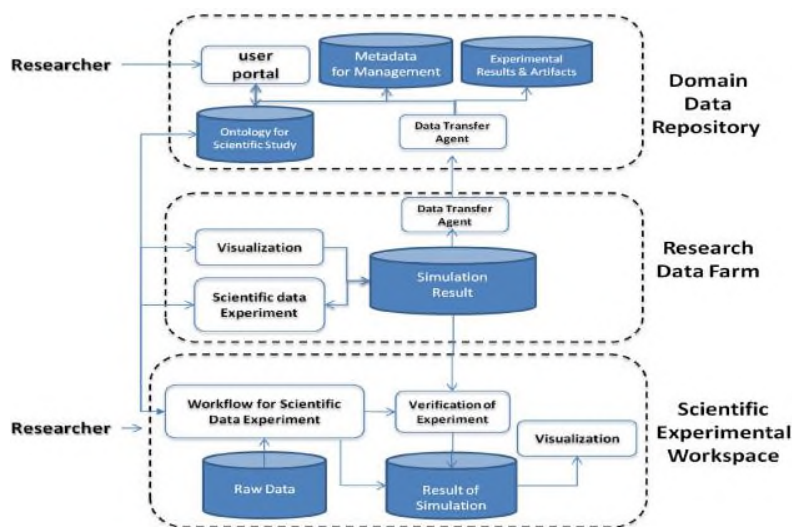 Researcher
user
portal
Metadata
for Management
Experimental
Results & Artifacts
Ontology for
Scientific Study
Data Transfer
Agent
Domain
Data
Repository
Data Transfer
Agent
Visualization
Simulation
Result
Scientific data
Experiment
Research
Data Farm
Researcher
Workflow for Scientific
Data Experiment
Verification of
Experiment
Visualization
Raw Data
Result of
Simulation
Scientific
Experimental
Workspace